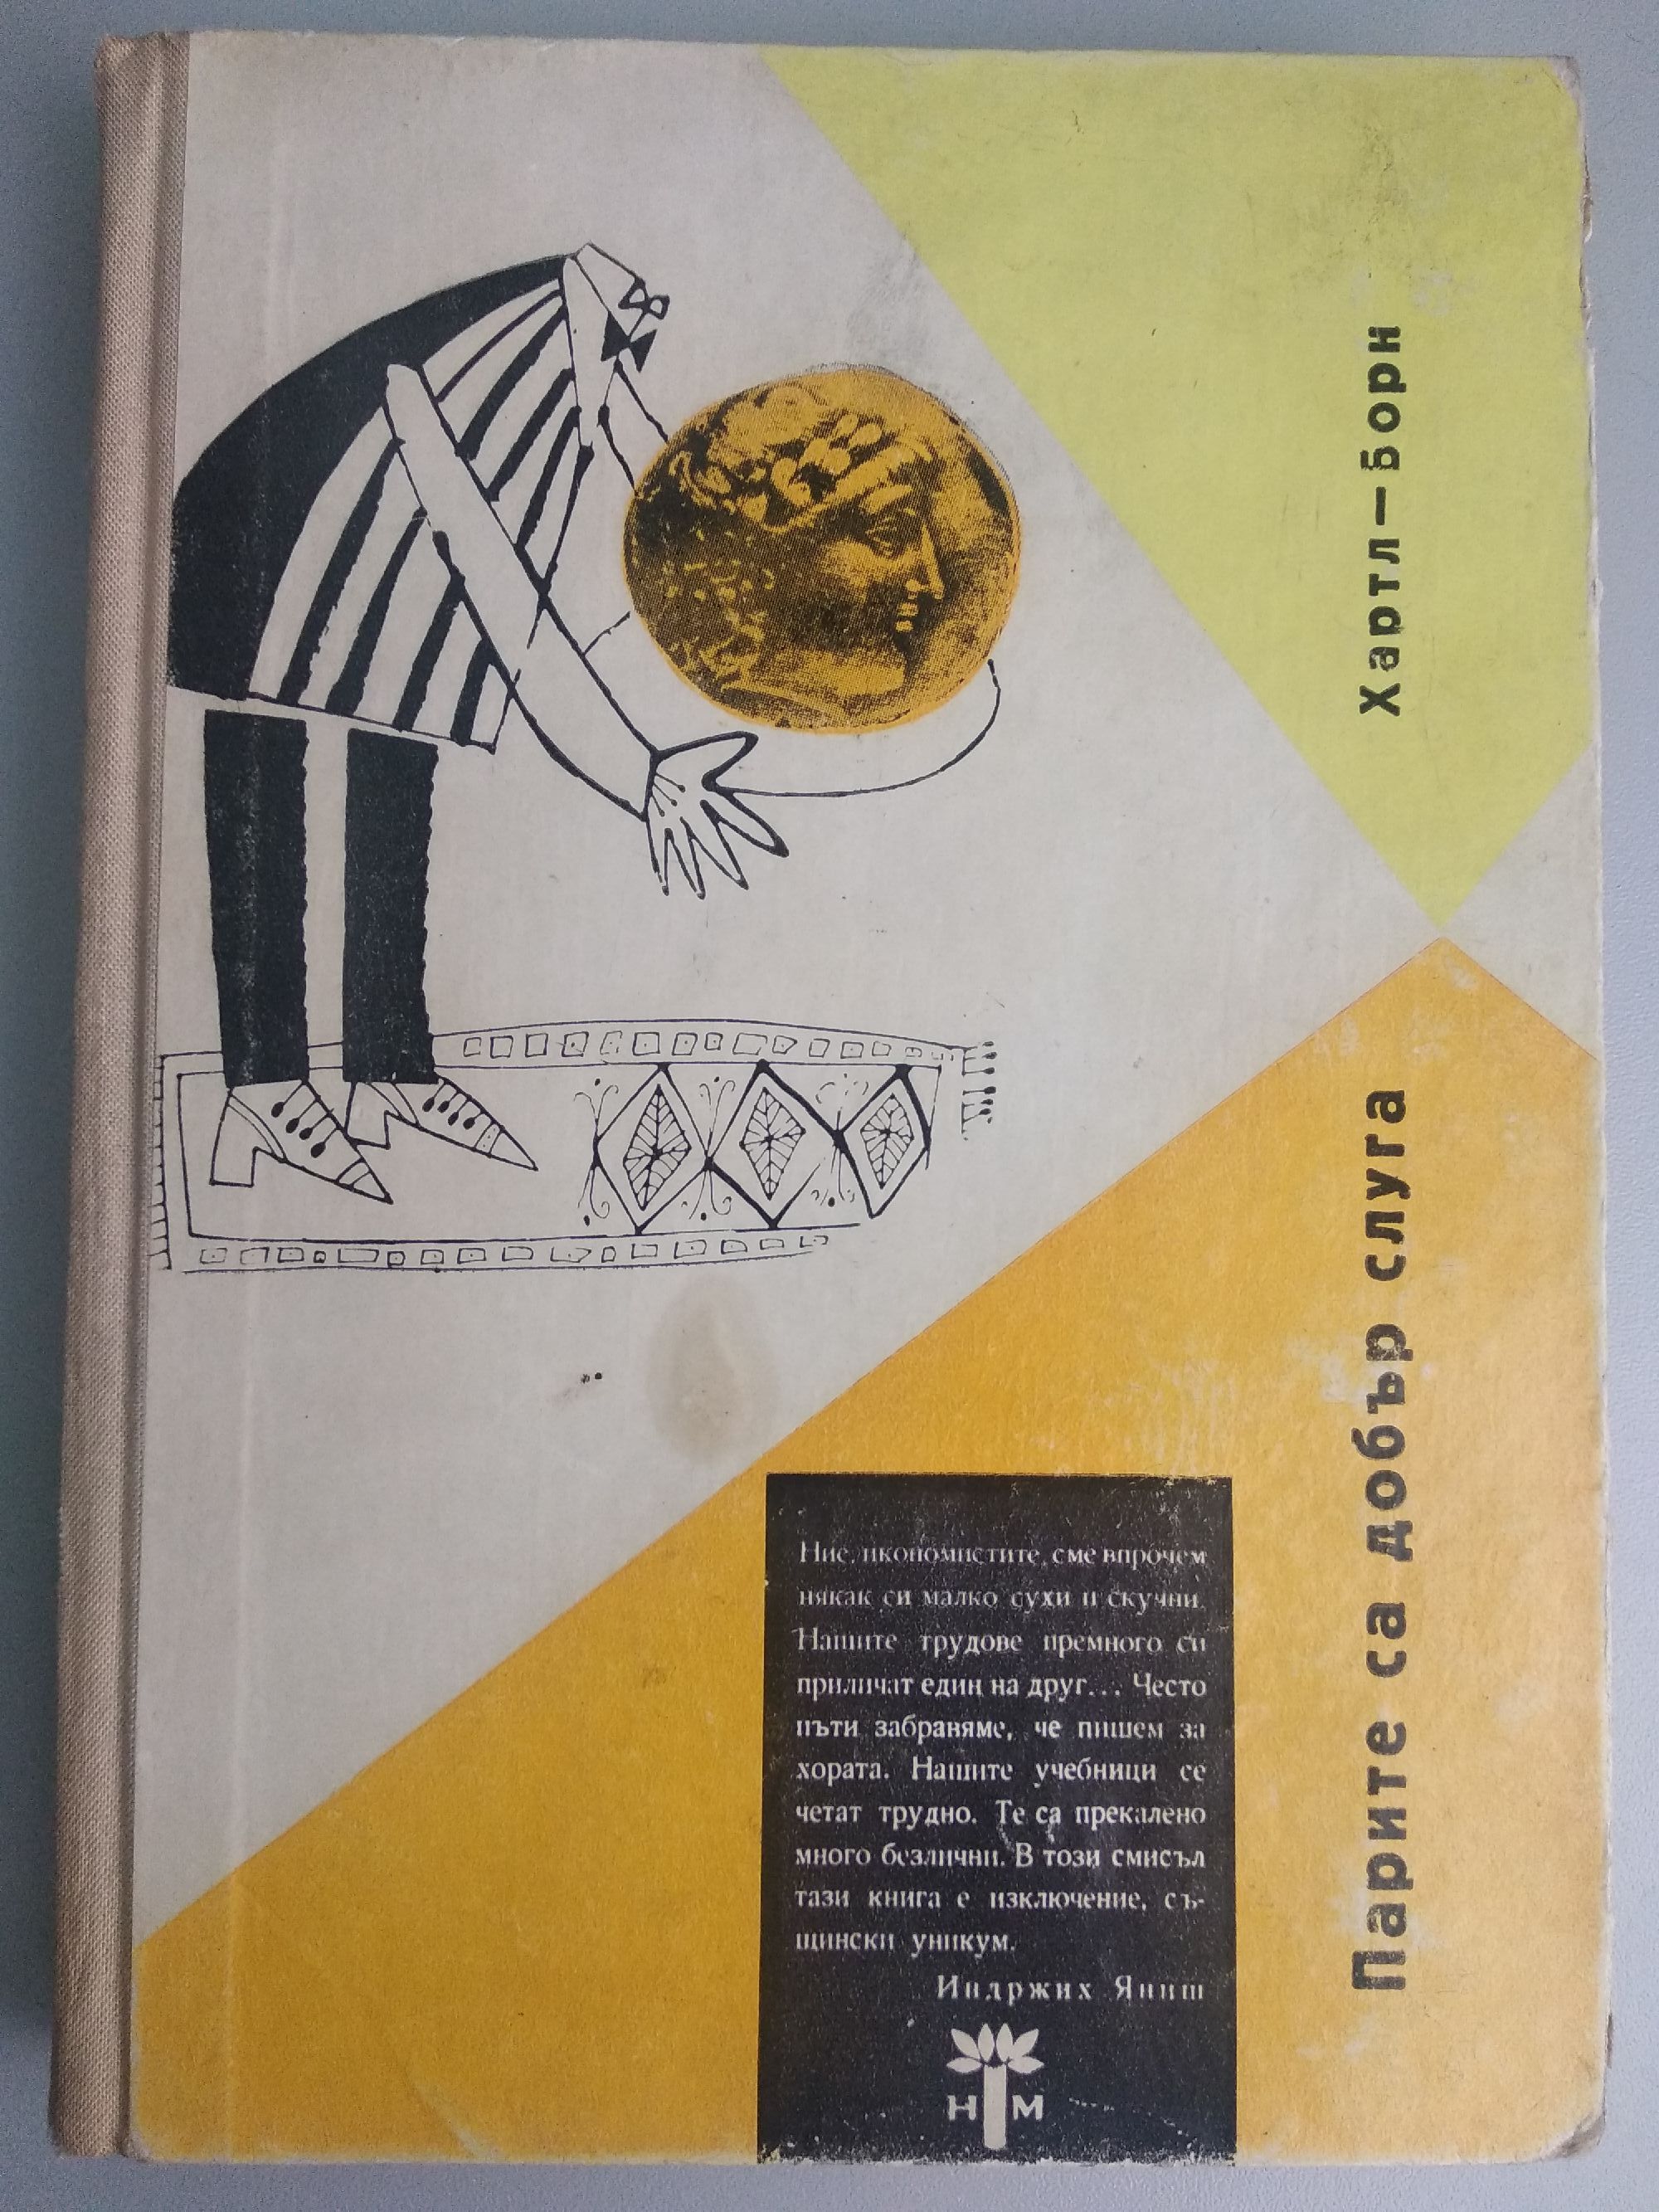 Хартл—Борн
Парите са добър слуга
Ние, икономистите, сме впрочем
някак си малко сухи и скучни.
Нашите трудове премного си
приличат един на друг... Често
пъти забраняме, че пишем за
хората. Нашите учебници се
четат трудно. Те са прекалено
много безлични. В този смисъл
тази книга е изключение, съ-
щински уникум.
Индржих Яниш
НМ